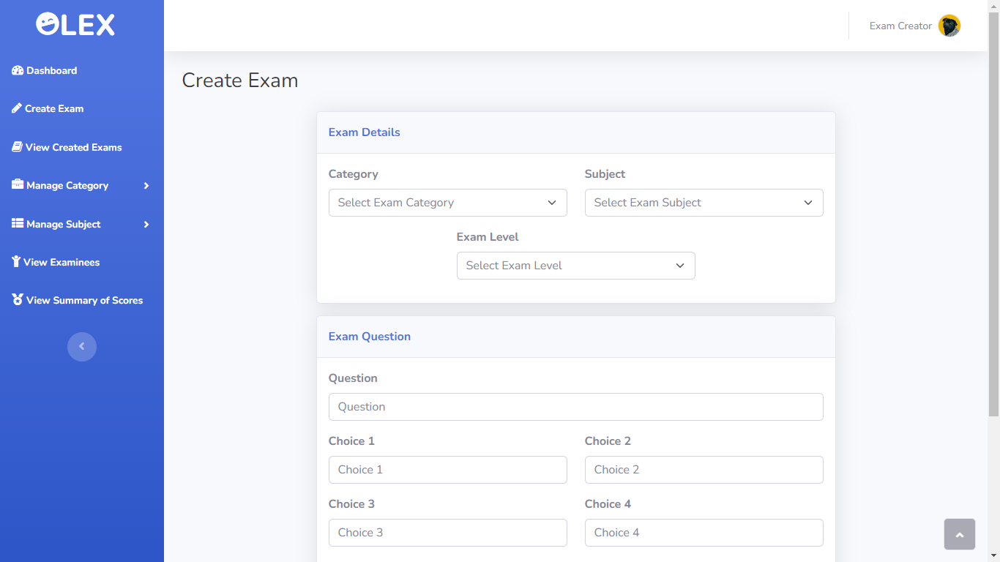 OLEX
Exam Creator
Dashboard
Create Exam
View Created Exams
Manage Category
Manage Subject
View Examinees
View Summary of Scores
Create Exam
Exam Details
Category
Subject
Select Exam Category
Select Exam Subject
Exam Level
Select Exam Level
Exam Question
Question
Question
Choice 1
Choice 2
Choice 1
Choice 2
Choice 3
Choice 4
Choice 3
Choice 4